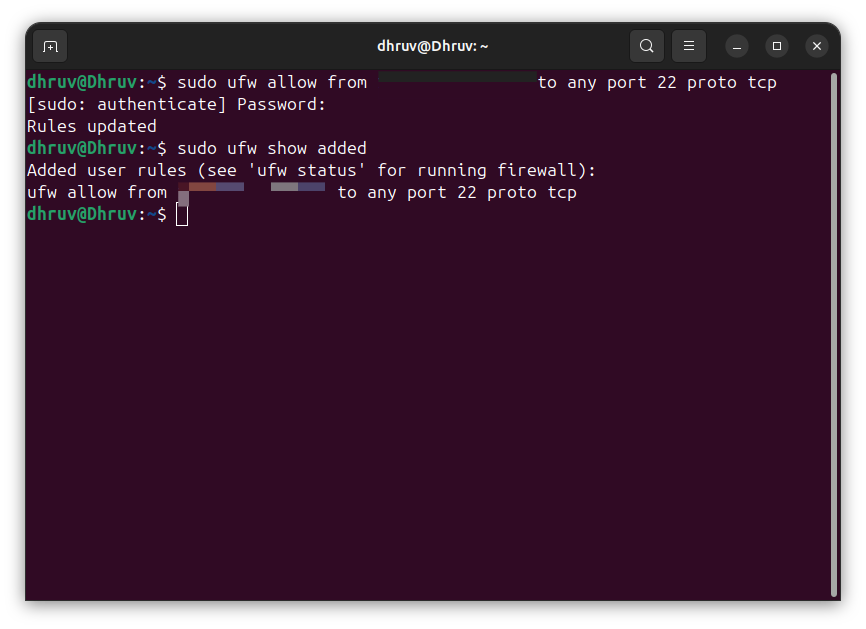 dhruv@Dhruv: ~
dhruv@Dhruv:~$ sudo ufw allow from to any port 22 proto tcp
[sudo: authenticate] Password:
Rules updated
dhruv@Dhruv:~$ sudo ufw show added
Added user rules (see 'ufw status' for running firewall):
ufw allow from to any port 22 proto tcp
dhruv@Dhruv:~$